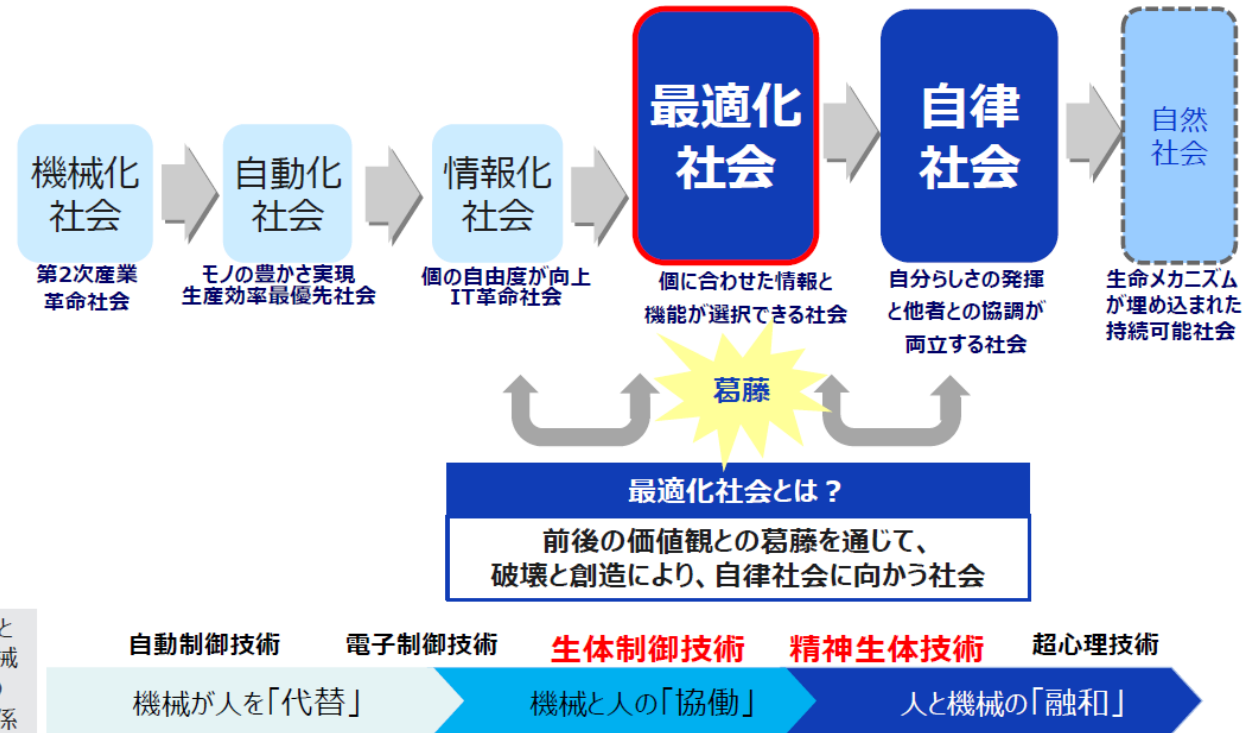 機械化
社会
自動化
社会
情報化
社会
最適化
社会
自律
社会
自然
社会
第2次産業
革命社会
モノの豊かさ実現
生産効率最優先社会
個の自由度が向上
IT革命社会
個に合わせた情報と
機能が選択できる社会
自分らしさの発揮
と他者との協調が
両立する社会
生命メカニズム
が埋め込まれた
持続可能社会
葛藤
最適化社会とは？
前後の価値観との葛藤を通じて、
破壊と創造により、自律社会に向かう社会
と
械
係
自動制御技術
電子制御技術
生体制御技術
精神生体技術
超心理技術
機械が人を「代替」
機械と人の「協働」
人と機械の「融和」